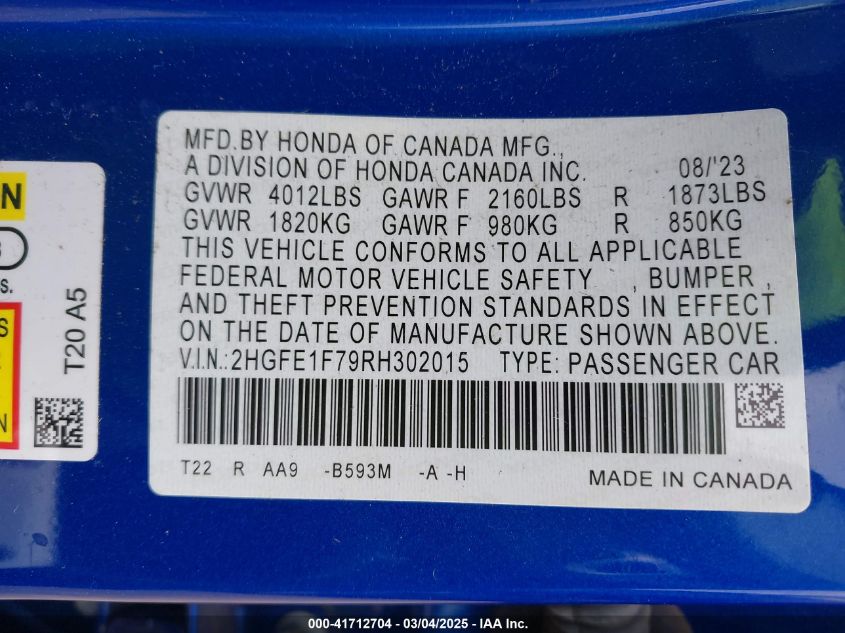 MFD.BY HONDA OF CANADA MFG.,
A DIVISION OF HONDA CANADA INC. 08/'23
GVWR 4012LBS GAWR F 2160LBS R 1873LBS
GVWR 1820KG GAWR F 980KG R 850KG
THIS VEHICLE CONFORMS TO ALL APPLICABLE
FEDERAL MOTOR VEHICLE SAFETY , BUMPER ,
AND THEFT PREVENTION STANDARDS IN EFFECT
ON THE DATE OF MANUFACTURE SHOWN ABOVE.
V.I.N.: 2HGFE1F79RH302015 TYPE: PASSENGER CAR
T22 R AA9 -B593M -A -H
MADE IN CANADA
T20 A5
000-41712704 - 03/04/2025 - IAA Inc.